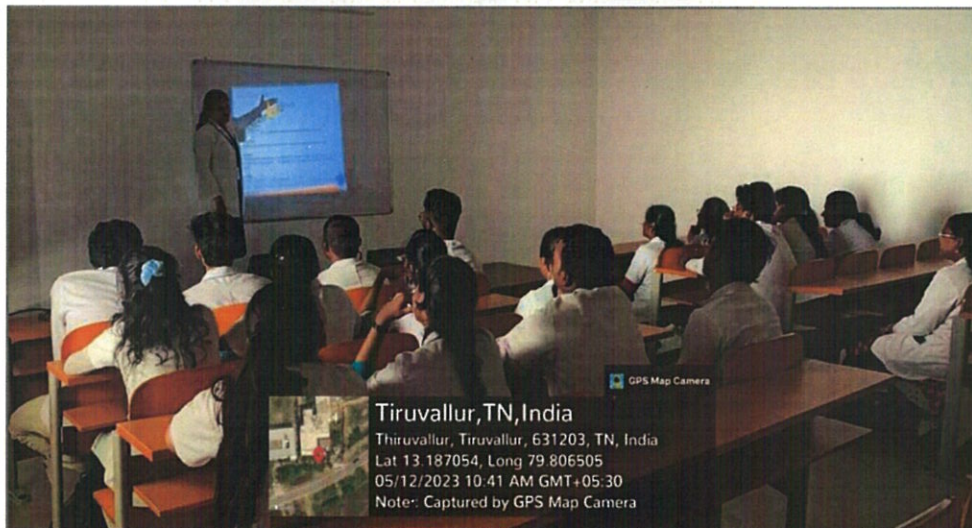 GPS Map Camera
Tiruvallur,TN,India
Thiruvallur, Tiruvallur, 631203, TN, India
Lat 13.187054, Long 79.806505
05/12/2023 10:41 AM GMT+05:30
Note: Captured by GPS Map Camera